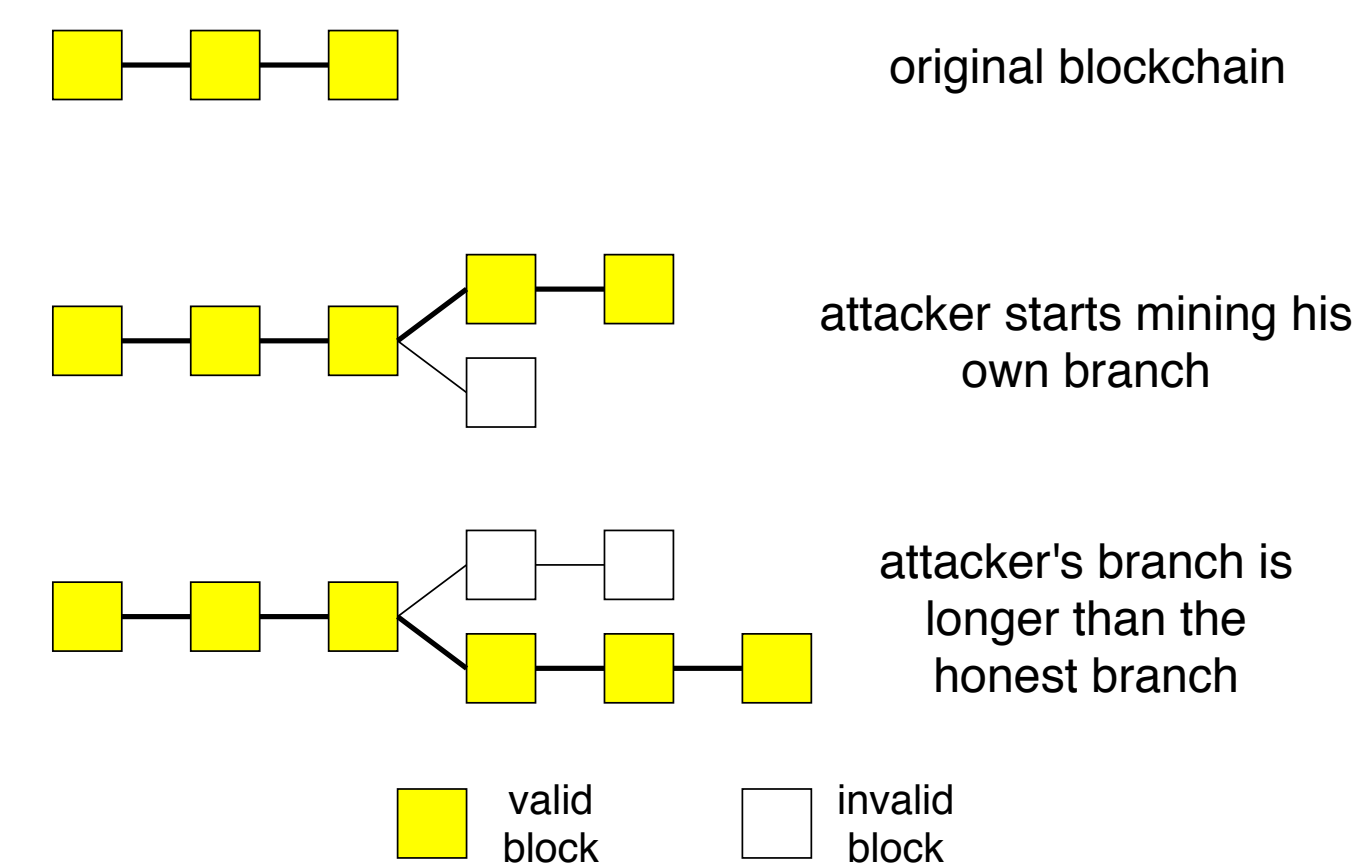 original blockchain
attacker starts mining his
own branch
attacker's branch is
longer than the
honest branch
valid
block
invalid
block